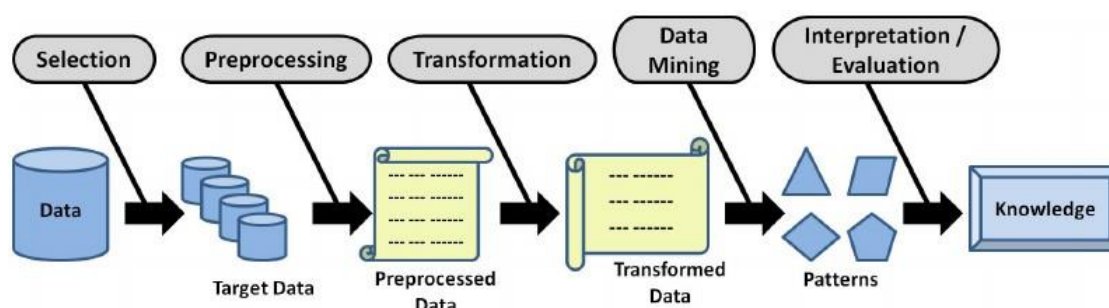 Selection
Preprocessing
Transformation
Data
Mining
Interpretation /
Evaluation
Data
Target Data
--- --- ------
--- --- ------
--- --- ------
--- --- ------
Preprocessed
Data
--- ------
--- ------
--- ------
Transformed
Data
Patterns
Knowledge